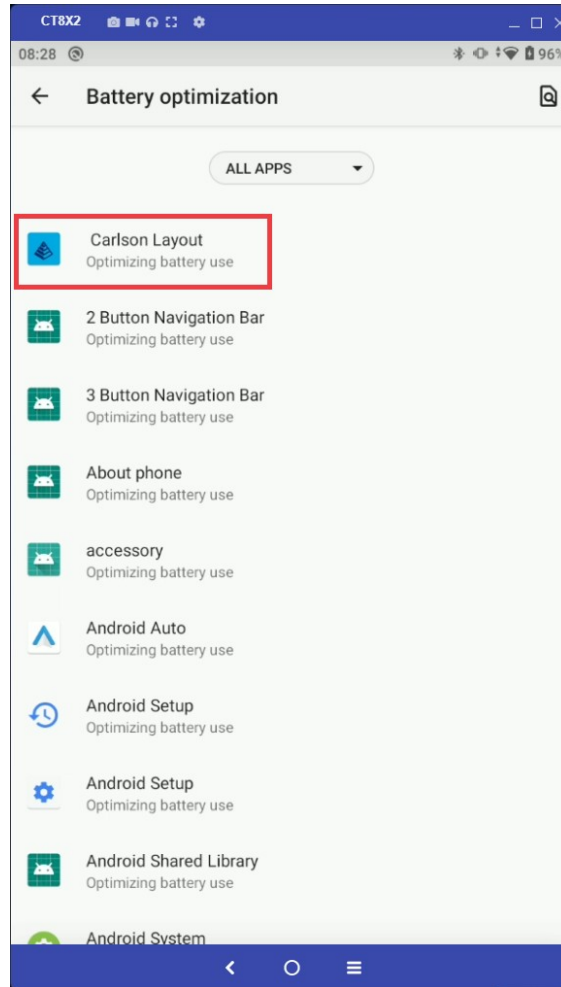 CT8X2
08:28 96%
Battery optimization
ALL APPS
Carlson Layout
Optimizing battery use
2 Button Navigation Bar
Optimizing battery use
3 Button Navigation Bar
Optimizing battery use
About phone
Optimizing battery use
accessory
Optimizing battery use
Android Auto
Optimizing battery use
Android Setup
Optimizing battery use
Android Setup
Optimizing battery use
Android Shared Library
Optimizing battery use
Android System